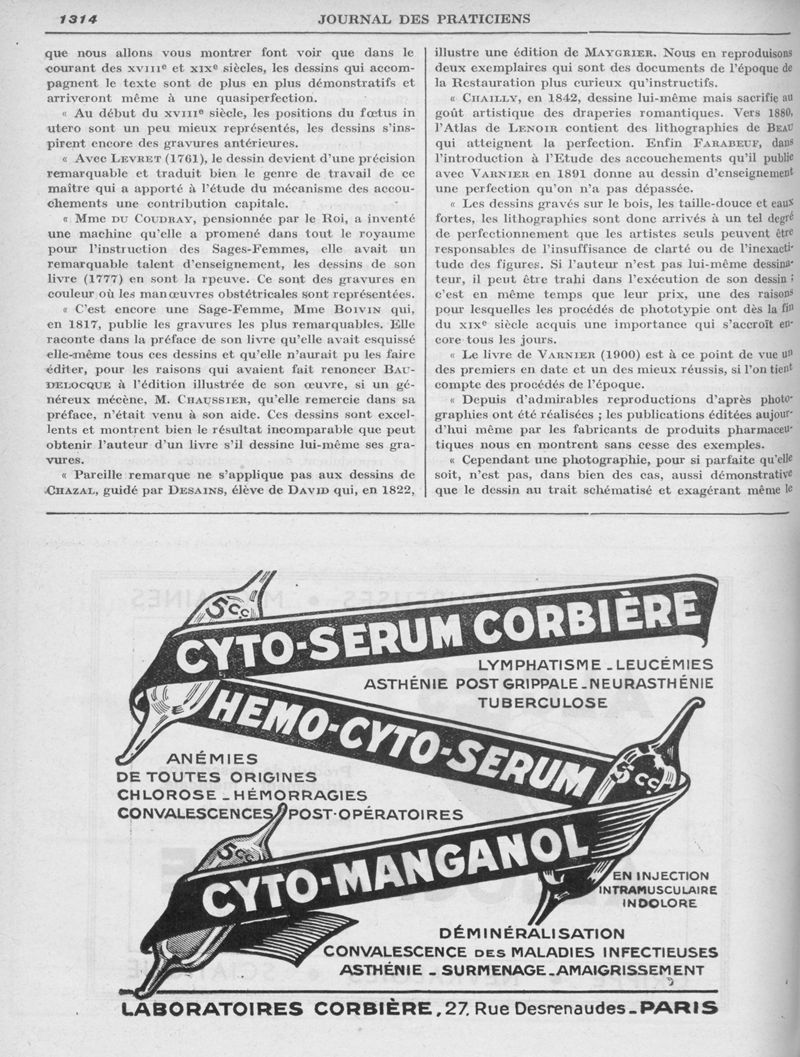 1314
JOURNAL DES PRATICIENS
que nous allons vous montrer font voir que dans le
courant des XVIIIe et XIXe siècles, les dessins qui accom-
pagnent le texte sont de plus en plus démonstratifs et
arriveront même à une quasiperfection.
« Au début du XVIIIe siècle, les positions du fœtus in
utero sont un peu mieux représentés, les dessins s'ins-
pirent encore des gravures antérieures.
« Avec LEVRET (1761), le dessin devient d'une précision
remarquable et traduit bien le genre de travail de ce
maître qui a apporté à l'étude du mécanisme des accou-
chements une contribution capitale.
« Mme DU COUDRAY, pensionnée par le Roi, a inventé
une machine qu'elle a promené dans tout le royaume
pour l'instruction des Sages-Femmes, elle avait un
remarquable talent d'enseignement, les dessins de son
livre (1777) en sont la rpeuve. Ce sont des gravures en
couleur où les manœuvres obstétricales sont représentées.
« C'est encore une Sage-Femme, Mme BOIVIN qui,
en 1817, publie les gravures les plus remarquables. Elle
raconte dans la préface de son livre qu'elle avait esquissé
elle-même tous ces dessins et qu'elle n'aurait pu les faire
éditer, pour les raisons qui avaient fait renoncer BAU-
DELOCQUE à l'édition illustrée de son œuvre, si un gé-
néreux mécène, M. CHAUSSIER, qu'elle remercie dans sa
préface, n'était venu à son aide. Ces dessins sont excel-
lents et montrent bien le résultat incomparable que peut
obtenir l'auteur d'un livre s'il dessine lui-même ses gra-
vures.
« Pareille remarque ne s'applique pas aux dessins de
CHAZAL, guidé par DESAINS, élève de DAVID qui, en 1822,
illustre une édition de MAYGRIER. Nous en reproduisons
deux exemplaires qui sont des documents de l'époque de
la Restauration plus curieux qu'instructifs.
« CHAILLY, en 1842, dessine lui-même mais sacrifie au
goût artistique des draperies romantiques. Vers 1880,
l'Atlas de LENOIR contient des lithographies de BEAU
qui atteignent la perfection. Enfin FARABEUF, dans
l'introduction à l'Etude des accouchements qu'il publie
avec VARNIER en 1891 donne au dessin d'enseignement
une perfection qu'on n'a pas dépassée.
« Les dessins gravés sur le bois, les taille-douce et eaux
fortes, les lithographies sont donc arrivés à un tel degré
de perfectionnement que les artistes seuls peuvent être
responsables de l'insuffisance de clarté ou de l'inexacti-
tude des figures. Si l'auteur n'est pas lui-même dessina-
teur, il peut être trahi dans l'exécution de son dessin ;
c'est en même temps que leur prix, une des raisons
pour lesquelles les procédés de phototypie ont dès la fin
du XIXe siècle acquis une importance qui s'accroît en-
core tous les jours.
« Le livre de VARNIER (1900) est à ce point de vue un
des premiers en date et un des mieux réussis, si l'on tient
compte des procédés de l'époque.
« Depuis d'admirables reproductions d'après photo-
graphies ont été réalisées ; les publications éditées aujour-
d'hui même par les fabricants de produits pharmaceu-
tiques nous en montrent sans cesse des exemples.
« Cependant une photographie, pour si parfaite qu'elle
soit, n'est pas, dans bien des cas, aussi démonstrative
que le dessin au trait schématisé et exagérant même le
5 c.c
CYTO-SERUM CORBIÈRE
LYMPHATISME - LEUCÉMIES
ASTHÉNIE POST GRIPPALE - NEURASTHÉNIE
TUBERCULOSE
HEMO-CYTO-SERUM
5 cc.
ANÉMIES
DE TOUTES ORIGINES
CHLOROSE - HÉMORRAGIES
CONVALESCENCES POST-OPÉRATOIRES
5cc
CYTO-MANGANOL
EN INJECTION
INTRAMUSCULAIRE
INDOLORE
DÉMINÉRALISATION
CONVALESCENCE DES MALADIES INFECTIEUSES
ASTHÉNIE - SURMENAGE - AMAIGRISSEMENT
LABORATOIRES CORBIÈRE, 27, Rue Desrenaudes - PARIS